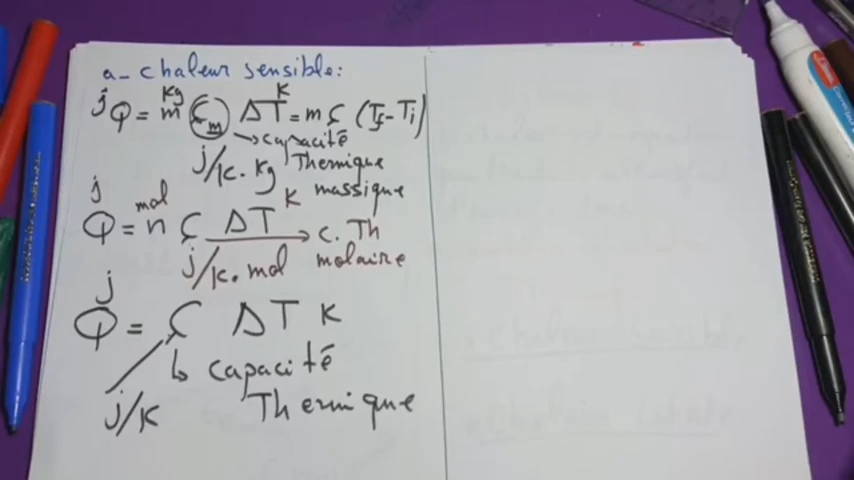 a_ chaleur sensible:
j Kg K
Q = m Cm ΔT = m C (Tf - Ti)
→ capacité
j/K. Kg Thermique
massique
j mol K
Q = n C ΔT → c. Th
j/K. mol molaire
j
Q = C ΔT K
↳ capacité
j/K Thermique